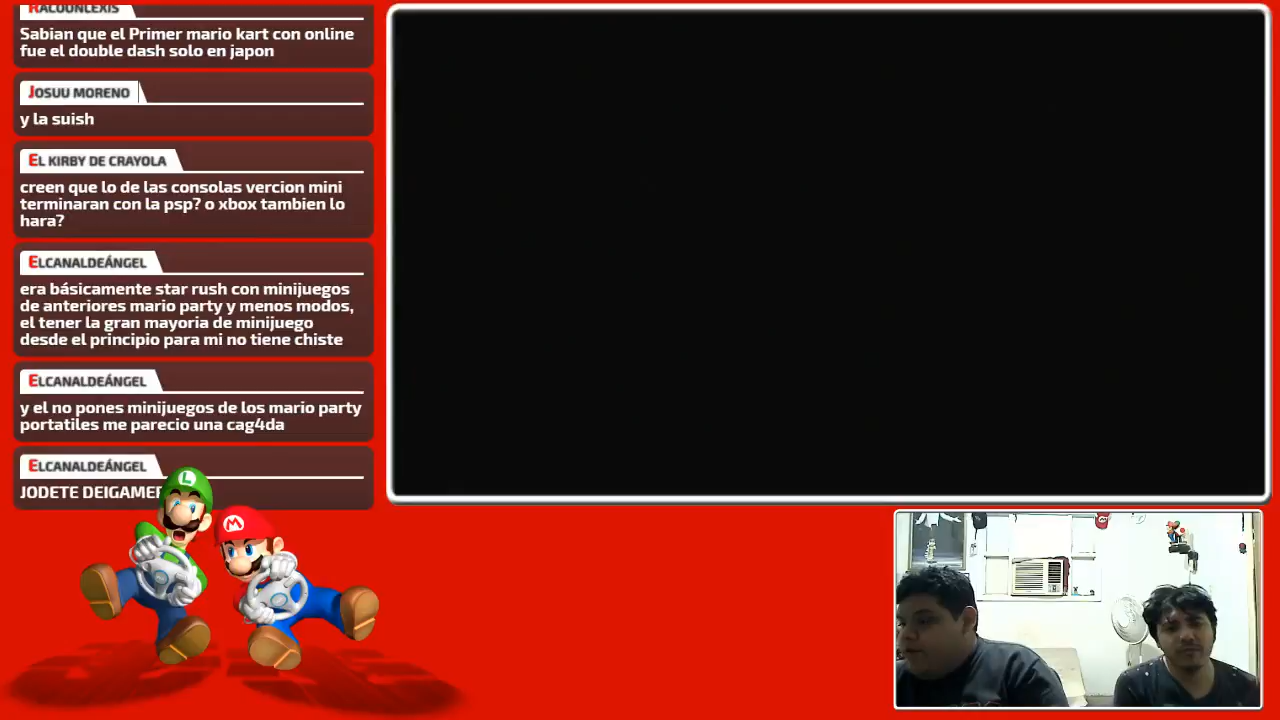 RACOONLEXIS
Sabian que el Primer mario kart con online
fue el double dash solo en japon
JOSUU MORENO
y la suish
EL KIRBY DE CRAYOLA
creen que lo de las consolas vercion mini
terminaran con la psp? o xbox tambien lo
hara?
ELCANALDEÁNGEL
era básicamente star rush con minijuegos
de anteriores mario party y menos modos,
el tener la gran mayoria de minijuego
desde el principio para mi no tiene chiste
ELCANALDEÁNGEL
y el no pones minijuegos de los mario party
portatiles me parecio una cag4da
ELCANALDEÁNGEL
JODETE DEIGAMER
L
M